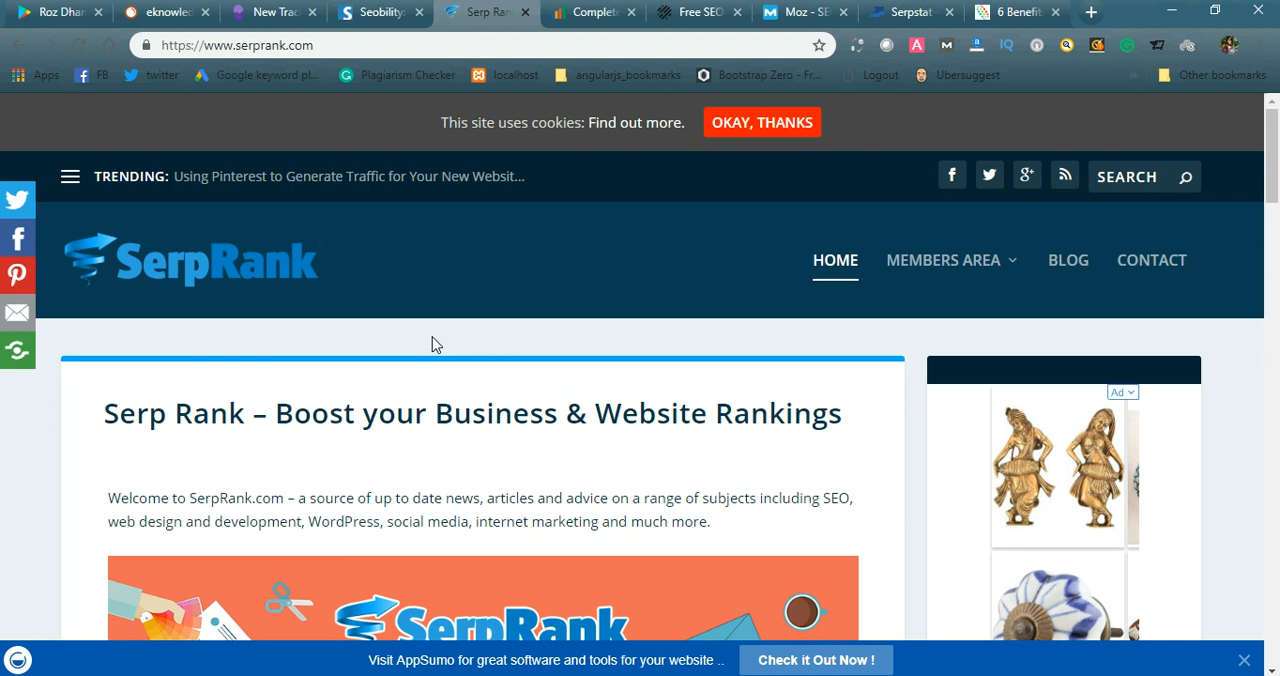 Roz Dhan
eknowled
New Trac
Seobility:
Serp Ran
Complete
Free SEO
Moz - SE
Serpstat
6 Benefit
https://www.serprank.com
Apps FB twitter Google keyword pl... Plagiarism Checker localhost angularjs_bookmarks Bootstrap Zero - Fr... Logout Ubersuggest Other bookmarks
This site uses cookies: Find out more. OKAY, THANKS
TRENDING: Using Pinterest to Generate Traffic for Your New Websit...
SEARCH
SerpRank
HOME MEMBERS AREA BLOG CONTACT
Ad
Serp Rank – Boost your Business & Website Rankings
Welcome to SerpRank.com – a source of up to date news, articles and advice on a range of subjects including SEO,
web design and development, WordPress, social media, internet marketing and much more.
SerpRank
Visit AppSumo for great software and tools for your website .. Check it Out Now !